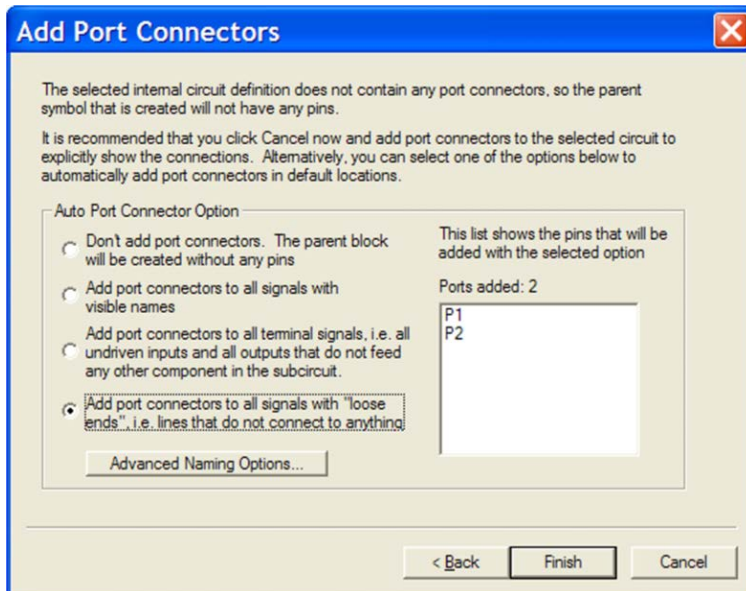 Add Port Connectors
The selected internal circuit definition does not contain any port connectors, so the parent
symbol that is created will not have any pins.
It is recommended that you click Cancel now and add port connectors to the selected circuit to
explicitly show the connections.  Alternatively, you can select one of the options below to
automatically add port connectors in default locations.
Auto Port Connector Option
Don't add port connectors.  The parent block
will be created without any pins
Add port connectors to all signals with
visible names
Add port connectors to all terminal signals, i.e. all
undriven inputs and all outputs that do not feed
any other component in the subcircuit.
Add port connectors to all signals with "loose
ends", i.e. lines that do not connect to anything
Advanced Naming Options...
This list shows the pins that will be
added with the selected option
Ports added: 2
P1
P2
< Back
Finish
Cancel